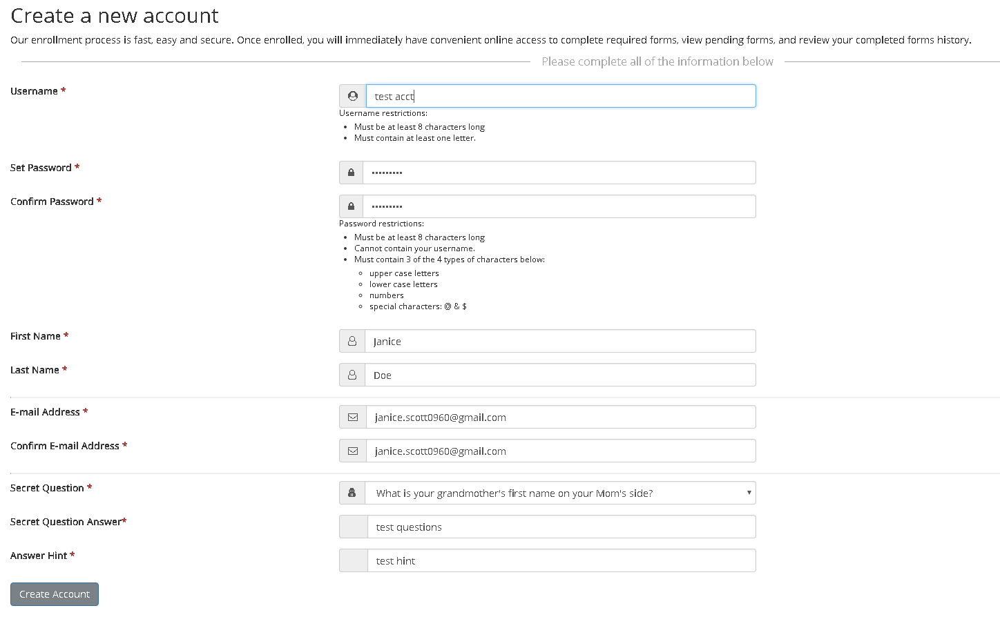 Create a new account
Our enrollment process is fast, easy and secure. Once enrolled, you will immediately have convenient online access to complete required forms, view pending forms, and review your completed forms history.
Please complete all of the information below
Username *
test acct
Username restrictions:
• Must be at least 8 characters long
• Must contain at least one letter.
Set Password *
•••••••••
Confirm Password *
•••••••••
Password restrictions:
• Must be at least 8 characters long
• Cannot contain your username.
• Must contain 3 of the 4 types of characters below:
◦ upper case letters
◦ lower case letters
◦ numbers
◦ special characters: @ & $
First Name *
Janice
Last Name *
Doe
E-mail Address *
janice.scott0960@gmail.com
Confirm E-mail Address *
janice.scott0960@gmail.com
Secret Question *
What is your grandmother's first name on your Mom's side?
Secret Question Answer*
test questions
Answer Hint *
test hint
Create Account